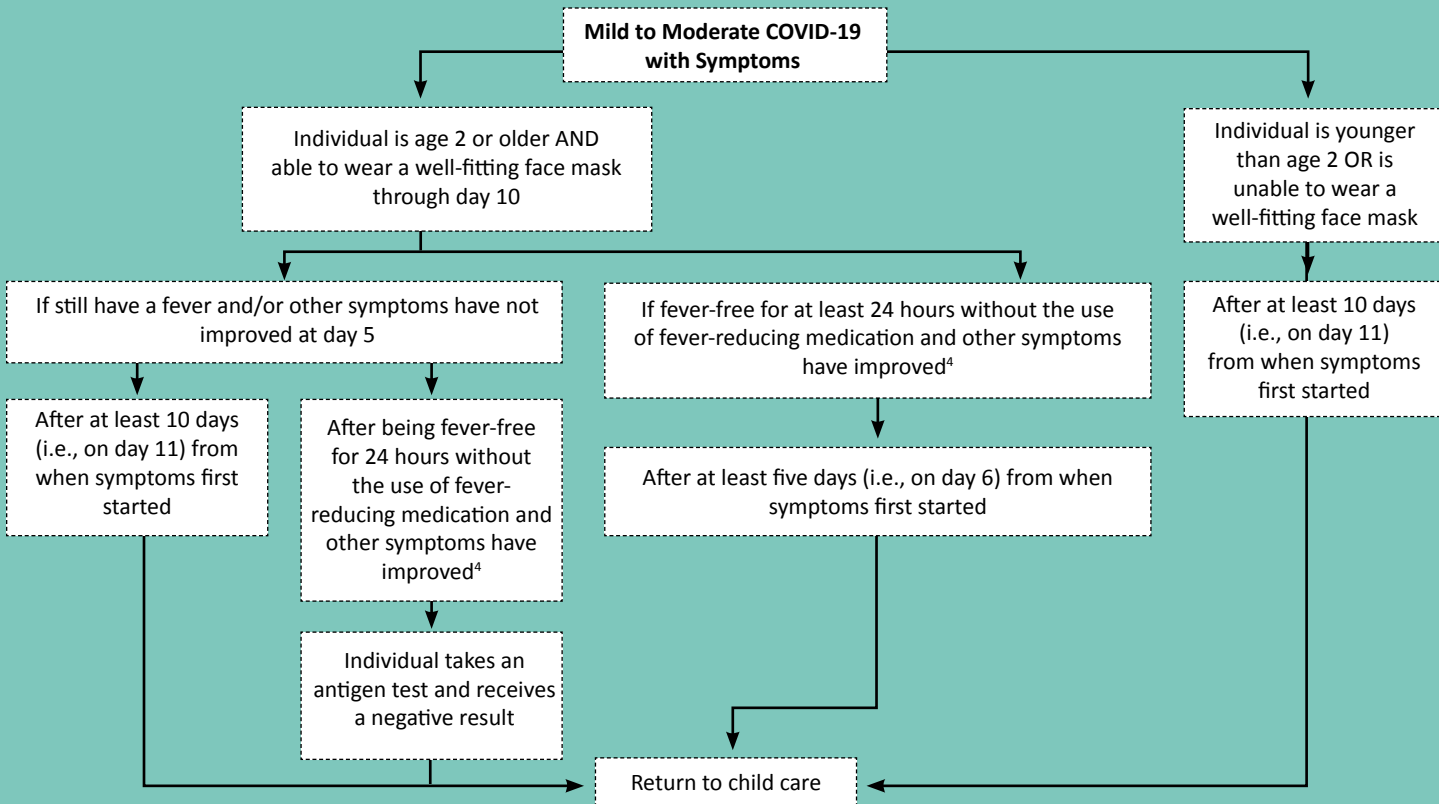 Mild to Moderate COVID-19
with Symptoms
Individual is age 2 or older AND
able to wear a well-fitting face mask
through day 10
Individual is younger
than age 2 OR is
unable to wear a
well-fitting face mask
If still have a fever and/or other symptoms have not
improved at day 5
If fever-free for at least 24 hours without the use
of fever-reducing medication and other symptoms
have improved⁴
After at least 10 days
(i.e., on day 11)
from when symptoms
first started
After at least 10 days
(i.e., on day 11) from
when symptoms first
started
After being fever-free
for 24 hours without
the use of fever-
reducing medication and
other symptoms have
improved⁴
After at least five days (i.e., on day 6) from when
symptoms first started
Individual takes an
antigen test and receives
a negative result
Return to child care